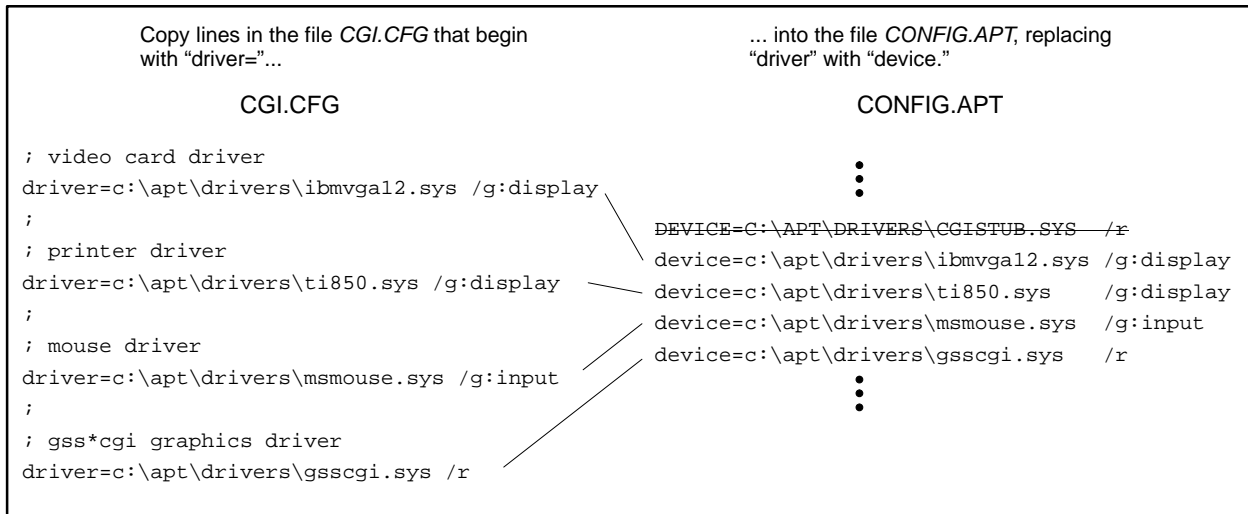 Copy lines in the file CGI.CFG that begin
with “driver=”...
CGI.CFG
; video card driver
driver=c:\apt\drivers\ibmvga12.sys /g:display
;
; printer driver
driver=c:\apt\drivers\ti850.sys /g:display
;
; mouse driver
driver=c:\apt\drivers\msmouse.sys /g:input
;
; gss*cgi graphics driver
driver=c:\apt\drivers\gsscgi.sys /r
... into the file CONFIG.APT, replacing
“driver” with “device.”
CONFIG.APT
DEVICE=C:\APT\DRIVERS\CGISTUB.SYS /r
device=c:\apt\drivers\ibmvga12.sys /g:display
device=c:\apt\drivers\ti850.sys /g:display
device=c:\apt\drivers\msmouse.sys /g:input
device=c:\apt\drivers\gsscgi.sys /r